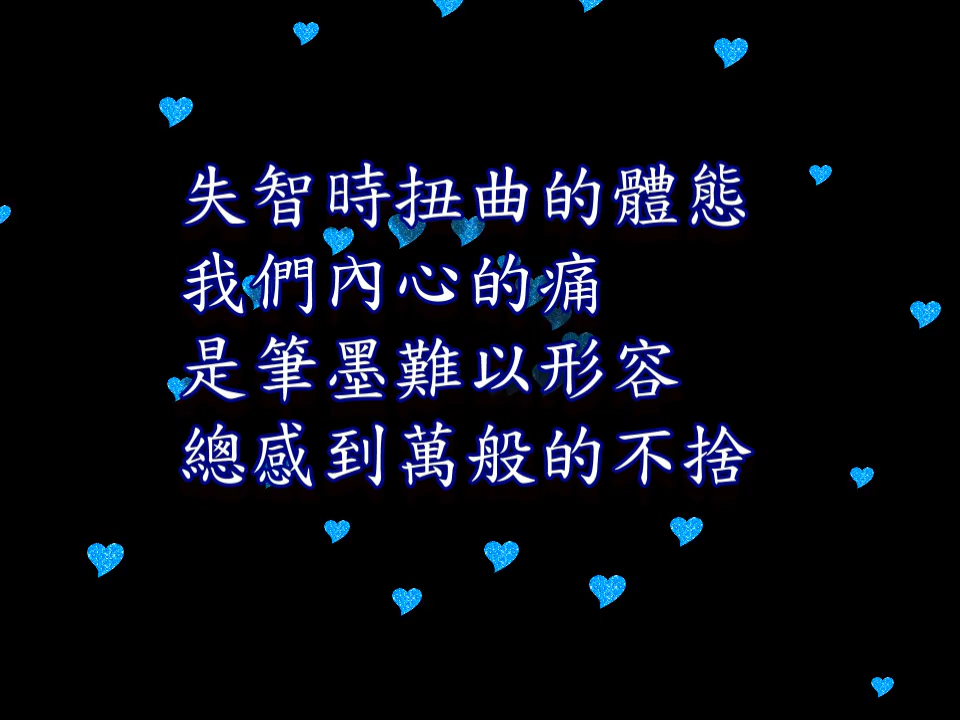 失智時扭曲的體態
我們內心的痛
是筆墨難以形容
總感到萬般的不捨